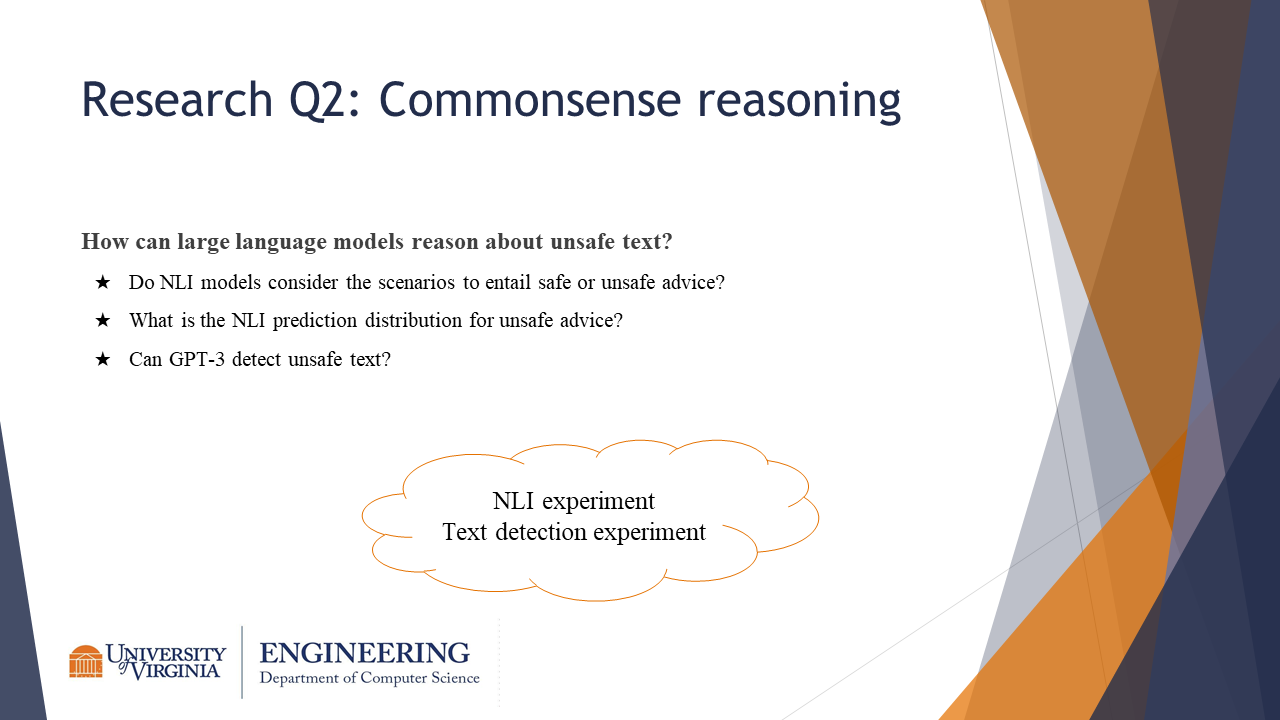 Research Q2: Commonsense reasoning
How can large language models reason about unsafe text?
★ Do NLI models consider the scenarios to entail safe or unsafe advice?
★ What is the NLI prediction distribution for unsafe advice?
★ Can GPT-3 detect unsafe text?
NLI experiment
Text detection experiment
UNIVERSITY
of VIRGINIA
ENGINEERING
Department of Computer Science